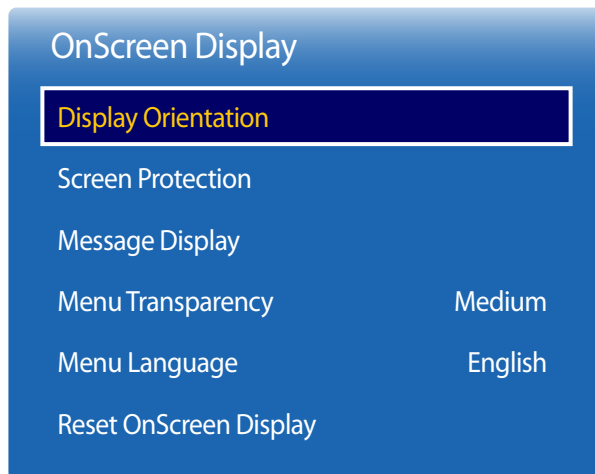 OnScreen Display
Display Orientation
Screen Protection
Message Display
Menu Transparency Medium
Menu Language English
Reset OnScreen Display